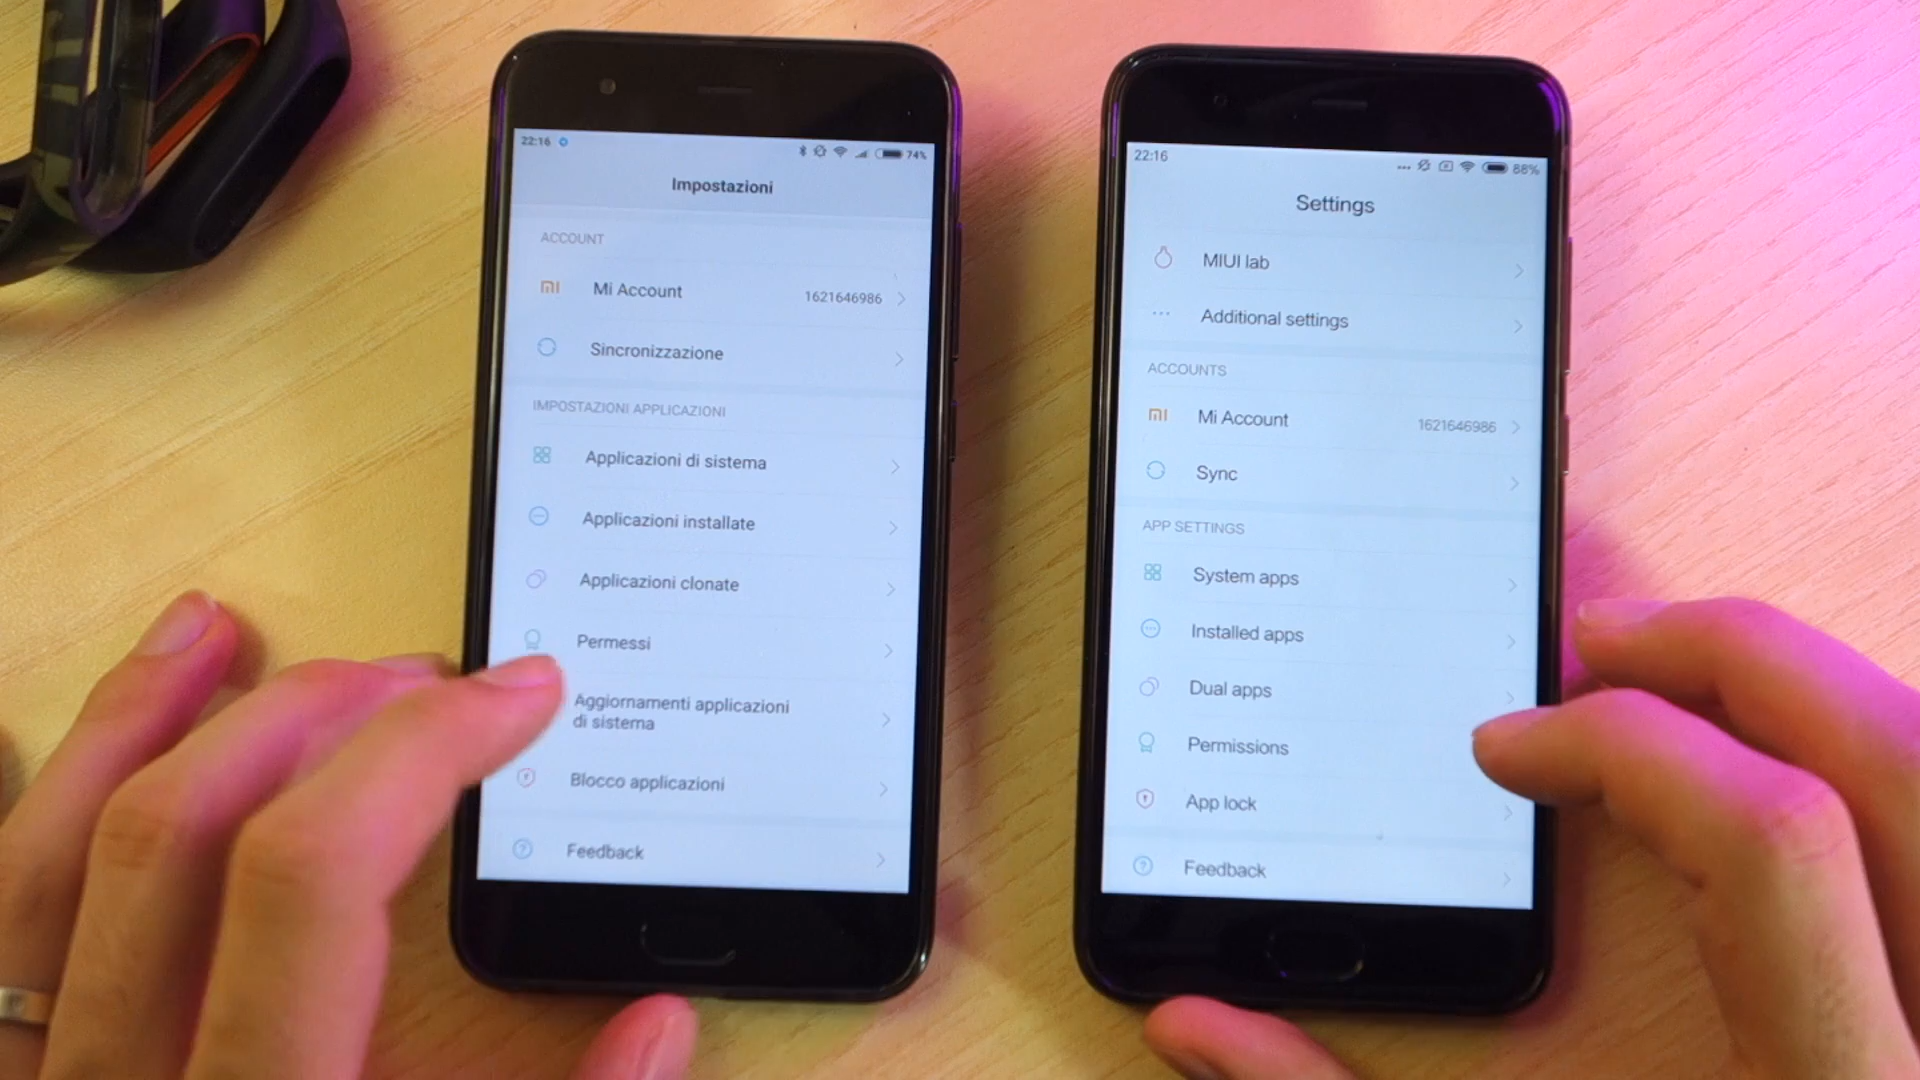 22:16
74%
Impostazioni
ACCOUNT
Mi Account 1621646986
Sincronizzazione
IMPOSTAZIONI APPLICAZIONI
Applicazioni di sistema
Applicazioni installate
Applicazioni clonate
Permessi
Aggiornamenti applicazioni
di sistema
Blocco applicazioni
Feedback
22:16
88%
Settings
MIUI lab
Additional settings
ACCOUNTS
Mi Account 1621646986
Sync
APP SETTINGS
System apps
Installed apps
Dual apps
Permissions
App lock
Feedback